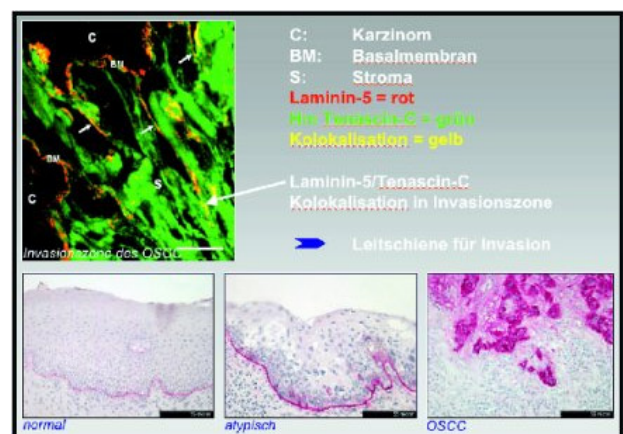 C
BM
BM
C
S
Invasionszone des OSCC
C: Karzinom
BM: Basalmembran
S: Stroma
Laminin-5 = rot
Tenascin-C = grün
Kolokalisation = gelb
Laminin-5/Tenascin-C
Kolokalisation in Invasionszone
Leitschiene für Invasion
normal
atypisch
OSCC